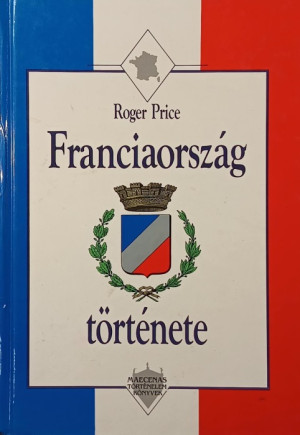 Roger Price
Franciaország
története
MAECENAS
TÖRTÉNELEM
KÖNYVEK